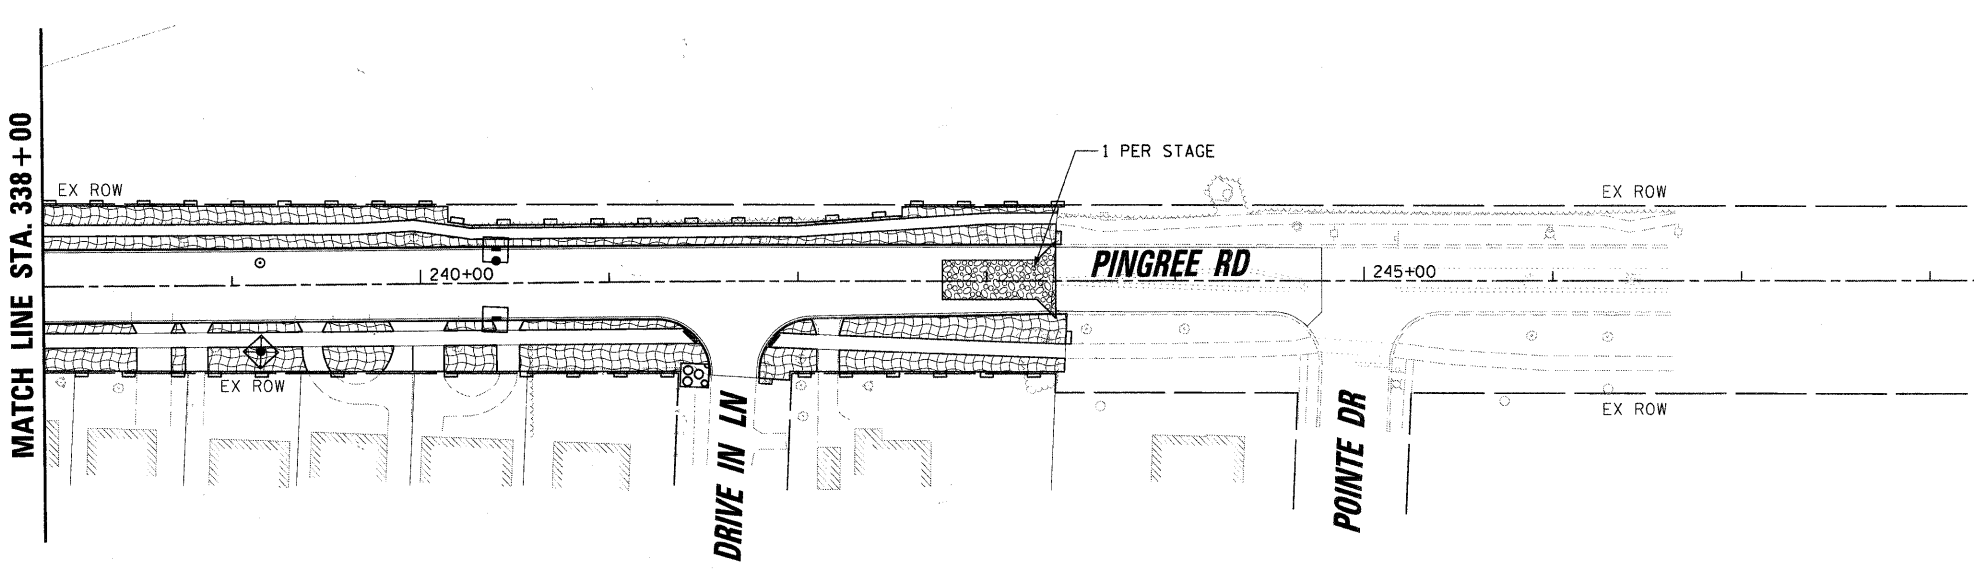 MATCH LINE STA. 338+00
1 PER STAGE
EX ROW
EX ROW
PINGREE RD
240+00
245+00
EX ROW
EX ROW
DRIVE IN LN
POINTE DR